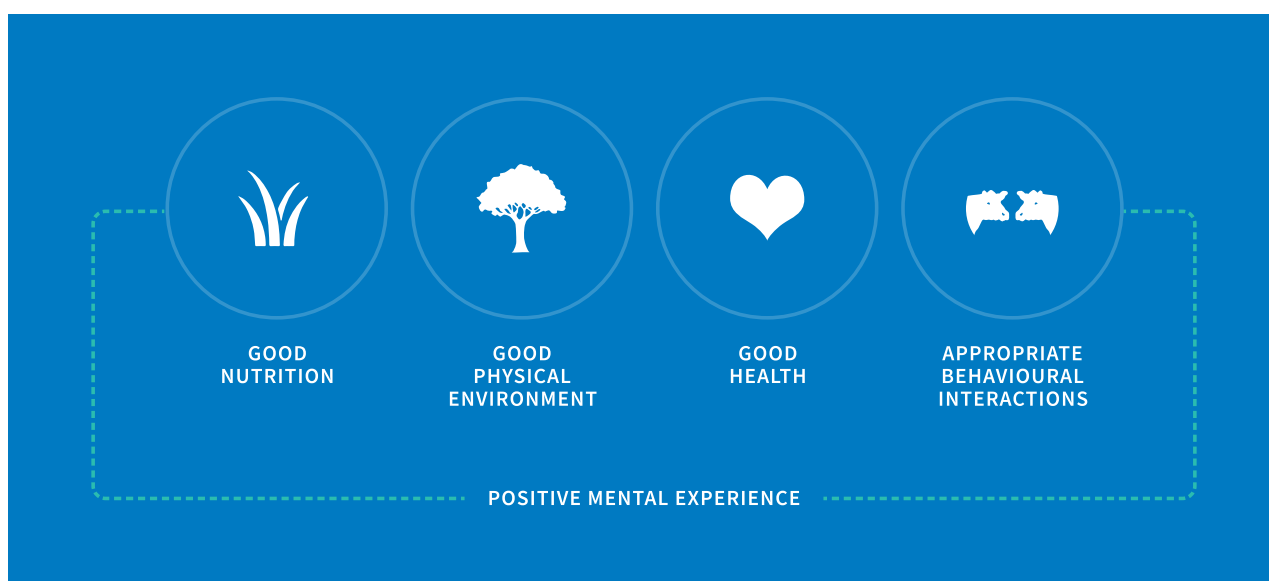 GOOD
NUTRITION
GOOD
PHYSICAL
ENVIRONMENT
GOOD
HEALTH
APPROPRIATE
BEHAVIOURAL
INTERACTIONS
POSITIVE MENTAL EXPERIENCE